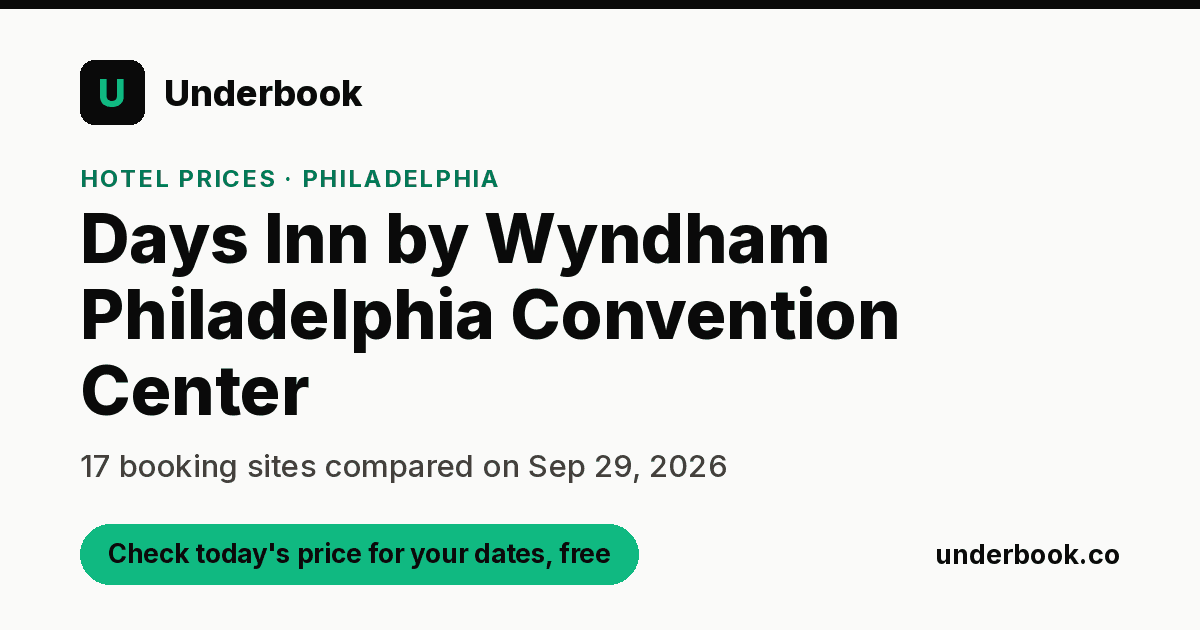 U Underbook
HOTEL PRICES · PHILADELPHIA
Days Inn by Wyndham
Philadelphia Convention
Center
17 booking sites compared on Sep 29, 2026
Check today's price for your dates, free
underbook.co